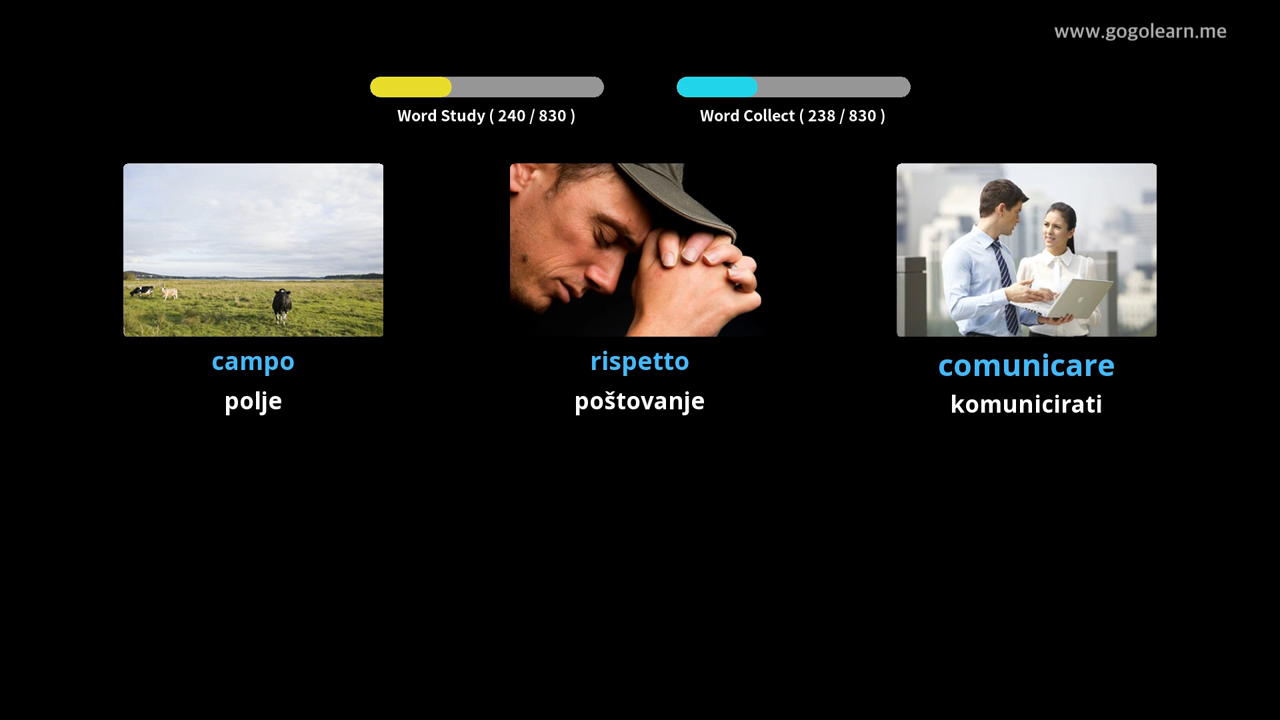 www.gogolearn.me
Word Study ( 240 / 830 )
Word Collect ( 238 / 830 )
campo
polje
rispetto
poštovanje
comunicare
komunicirati